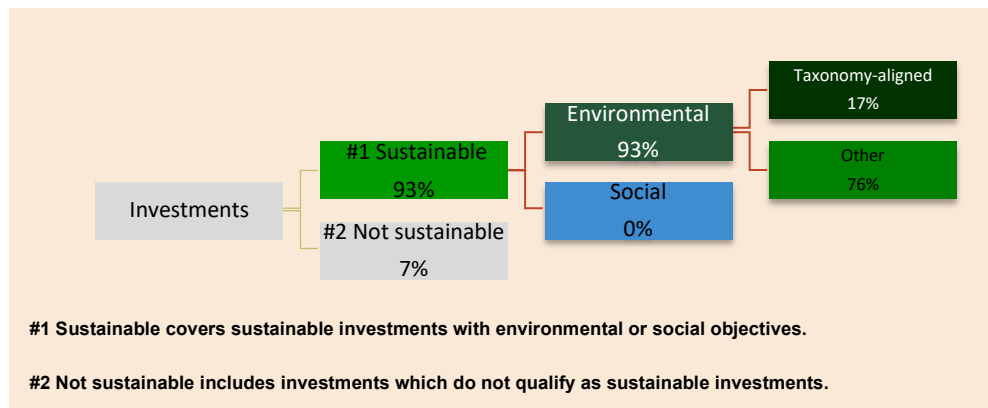 Investments
#1 Sustainable
93%
#2 Not sustainable
7%
Environmental
93%
Social
0%
Taxonomy-aligned
17%
Other
76%
#1 Sustainable covers sustainable investments with environmental or social objectives.
#2 Not sustainable includes investments which do not qualify as sustainable investments.